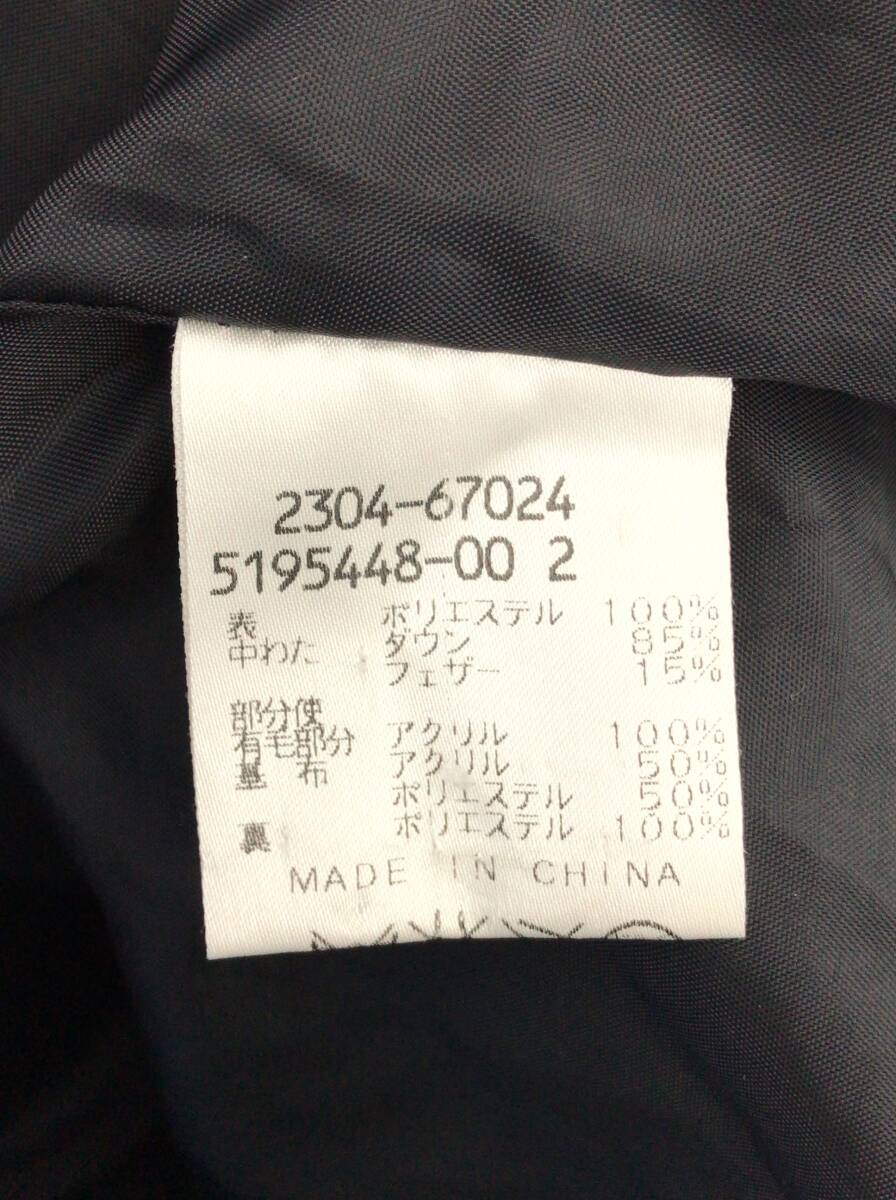 2304-67024
5195448-00 2
表 ポリエステル 100%
中わた ダウン 85%
フェザー 15%
部分使
有毛部分 アクリル 100%
基 布 アクリル 50%
ポリエステル 50%
裏 ポリエステル 100%
MADE IN CHINA